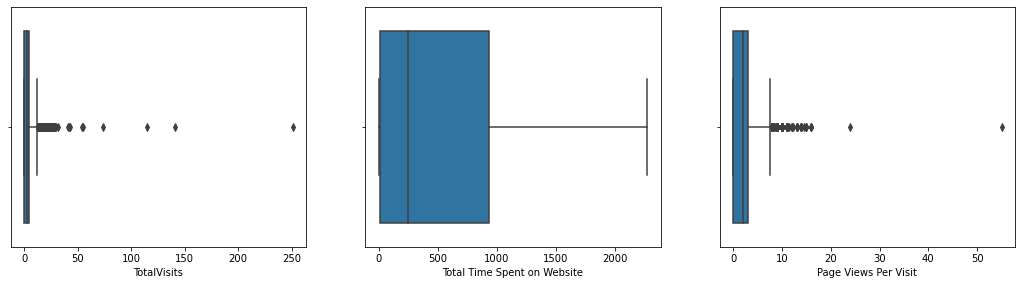 0 50 100 150 200 250
TotalVisits
0 500 1000 1500 2000
Total Time Spent on Website
0 10 20 30 40 50
Page Views Per Visit